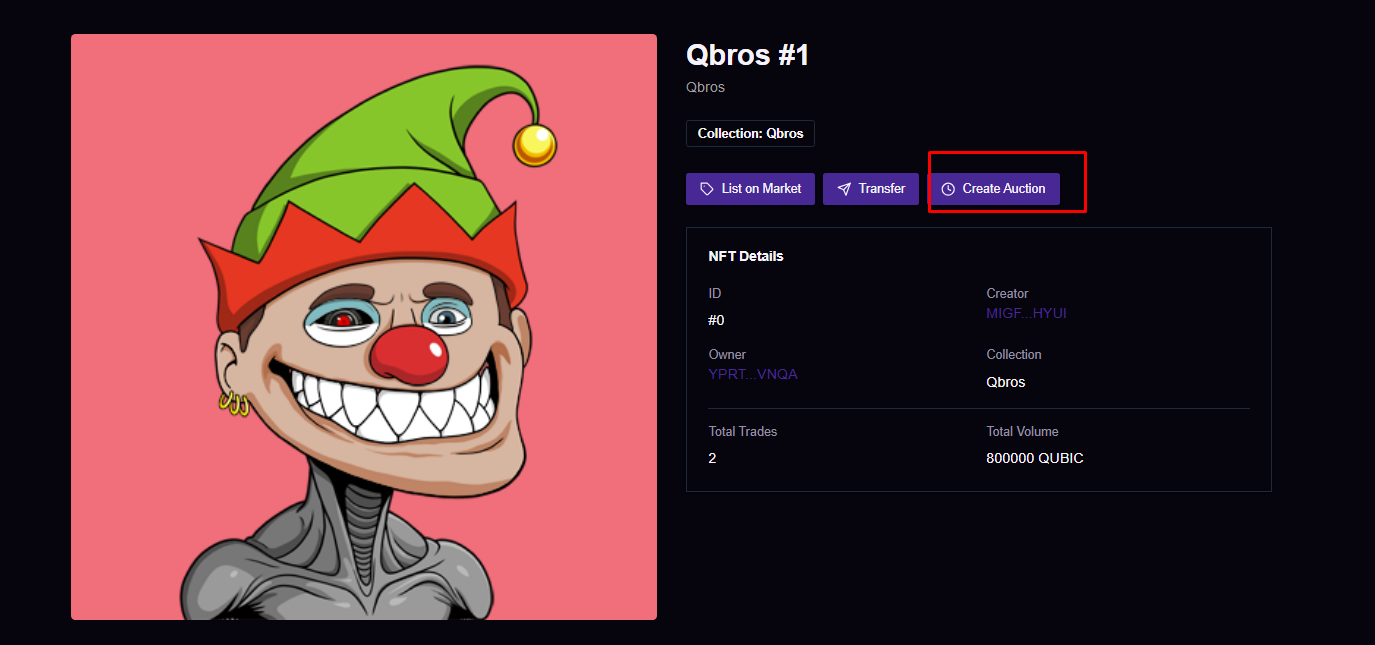 Qbros #1
Qbros
Collection: Qbros
List on Market
Transfer
Create Auction
NFT Details
ID
#0
Creator
MIGF...HYUI
Owner
YPRT...VNQA
Collection
Qbros
Total Trades
2
Total Volume
800000 QUBIC